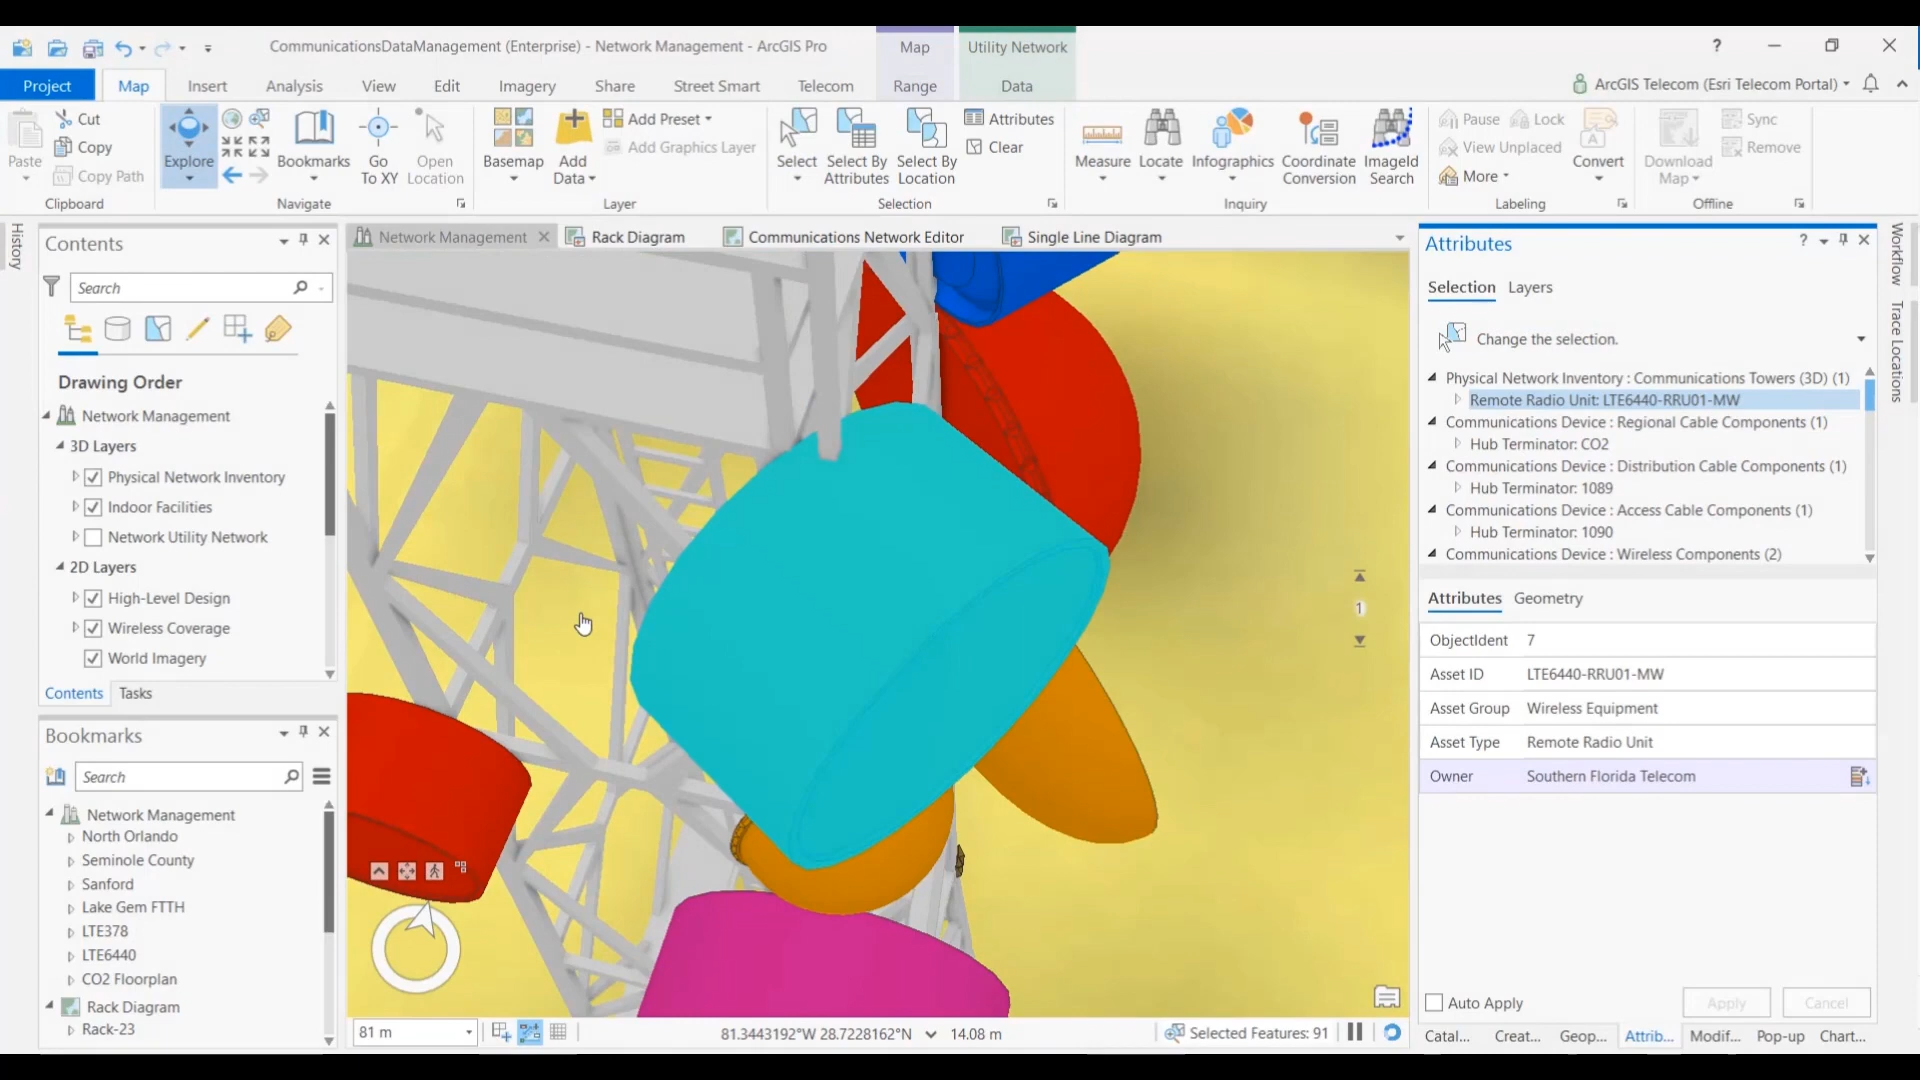 CommunicationsDataManagement (Enterprise) - Network Management - ArcGIS Pro
Map
Utility Network
?
Project
Map
Insert
Analysis
View
Edit
Imagery
Share
Street Smart
Telecom
Range
Data
ArcGIS Telecom (Esri Telecom Portal)
Paste
Cut
Copy
Copy Path
Clipboard
Explore
Bookmarks
Go
To XY
Open
Location
Navigate
Basemap
Add
Data
Add Preset
Add Graphics Layer
Layer
Select
Select By
Attributes
Select By
Location
Attributes
Clear
Selection
Measure
Locate
Infographics
Coordinate
Conversion
ImageId
Search
Inquiry
Pause
Lock
View Unplaced
More
Convert
Labeling
Download
Map
Sync
Remove
Offline
History
Contents
Search
Drawing Order
Network Management
3D Layers
Physical Network Inventory
Indoor Facilities
Network Utility Network
2D Layers
High-Level Design
Wireless Coverage
World Imagery
Contents
Tasks
Bookmarks
Search
Network Management
North Orlando
Seminole County
Sanford
Lake Gem FTTH
LTE378
LTE6440
CO2 Floorplan
Rack Diagram
Rack-23
Network Management
Rack Diagram
Communications Network Editor
Single Line Diagram
1
81 m
81.3443192°W 28.7228162°N
14.08 m
Selected Features: 91
Attributes
?
Selection
Layers
Change the selection.
Physical Network Inventory : Communications Towers (3D) (1)
Remote Radio Unit: LTE6440-RRU01-MW
Communications Device : Regional Cable Components (1)
Hub Terminator: CO2
Communications Device : Distribution Cable Components (1)
Hub Terminator: 1089
Communications Device : Access Cable Components (1)
Hub Terminator: 1090
Communications Device : Wireless Components (2)
Attributes
Geometry
ObjectIdent 7
Asset ID LTE6440-RRU01-MW
Asset Group Wireless Equipment
Asset Type Remote Radio Unit
Owner Southern Florida Telecom
Auto Apply
Apply
Cancel
Catal...
Creat...
Geop...
Attrib...
Modif...
Pop-up
Chart...
Workflow
Trace Locations